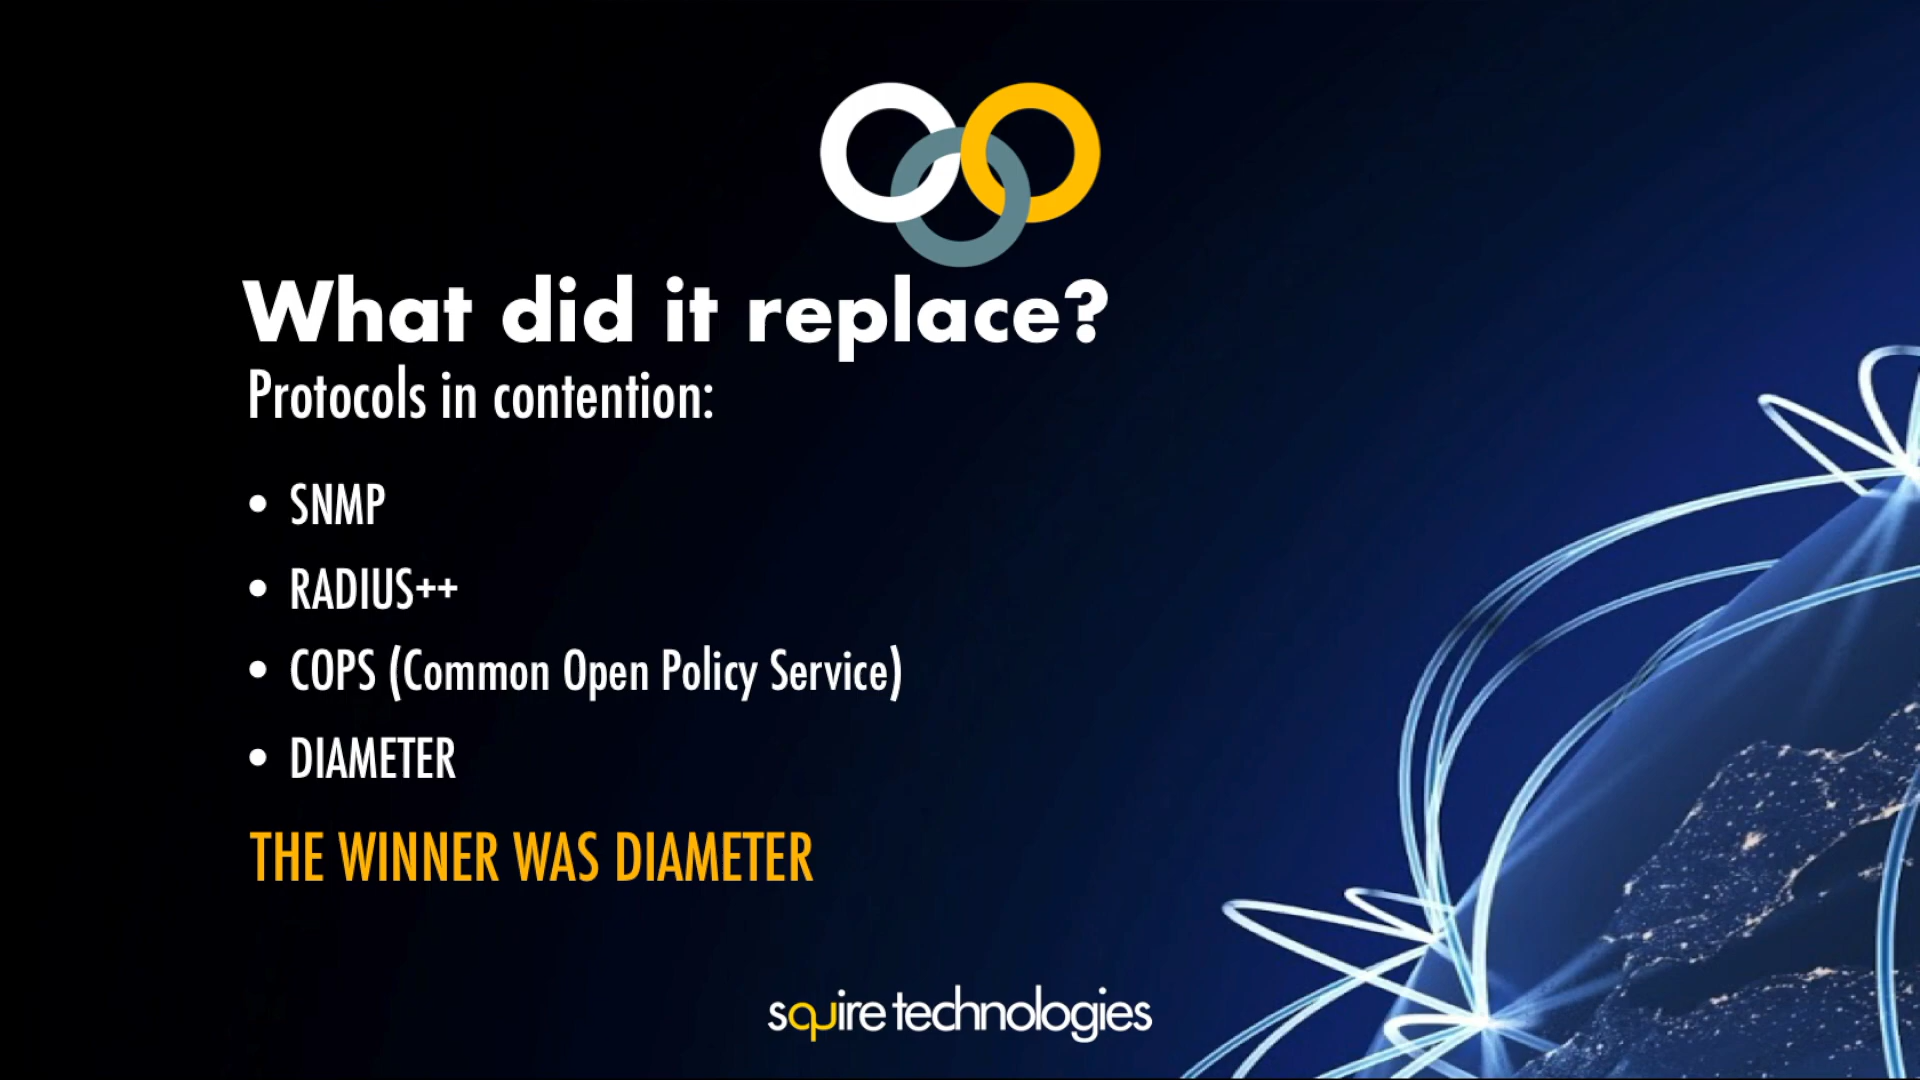 What did it replace?
Protocols in contention:
• SNMP
• RADIUS++
• COPS (Common Open Policy Service)
• DIAMETER
THE WINNER WAS DIAMETER
squire technologies